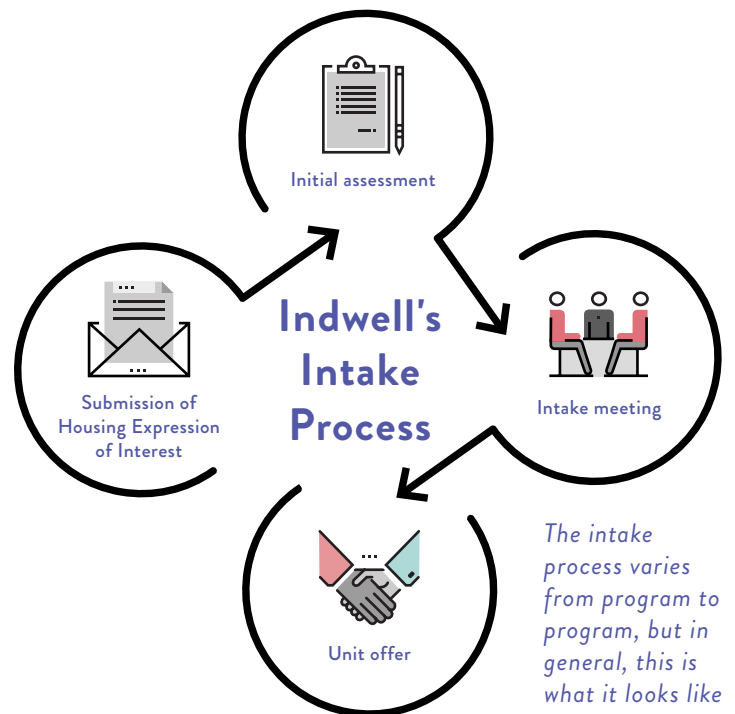 Initial assessment
Submission of
Housing Expression
of Interest
Indwell's
Intake
Process
Intake meeting
Unit offer
The intake
process varies
from program to
program, but in
general, this is
what it looks like